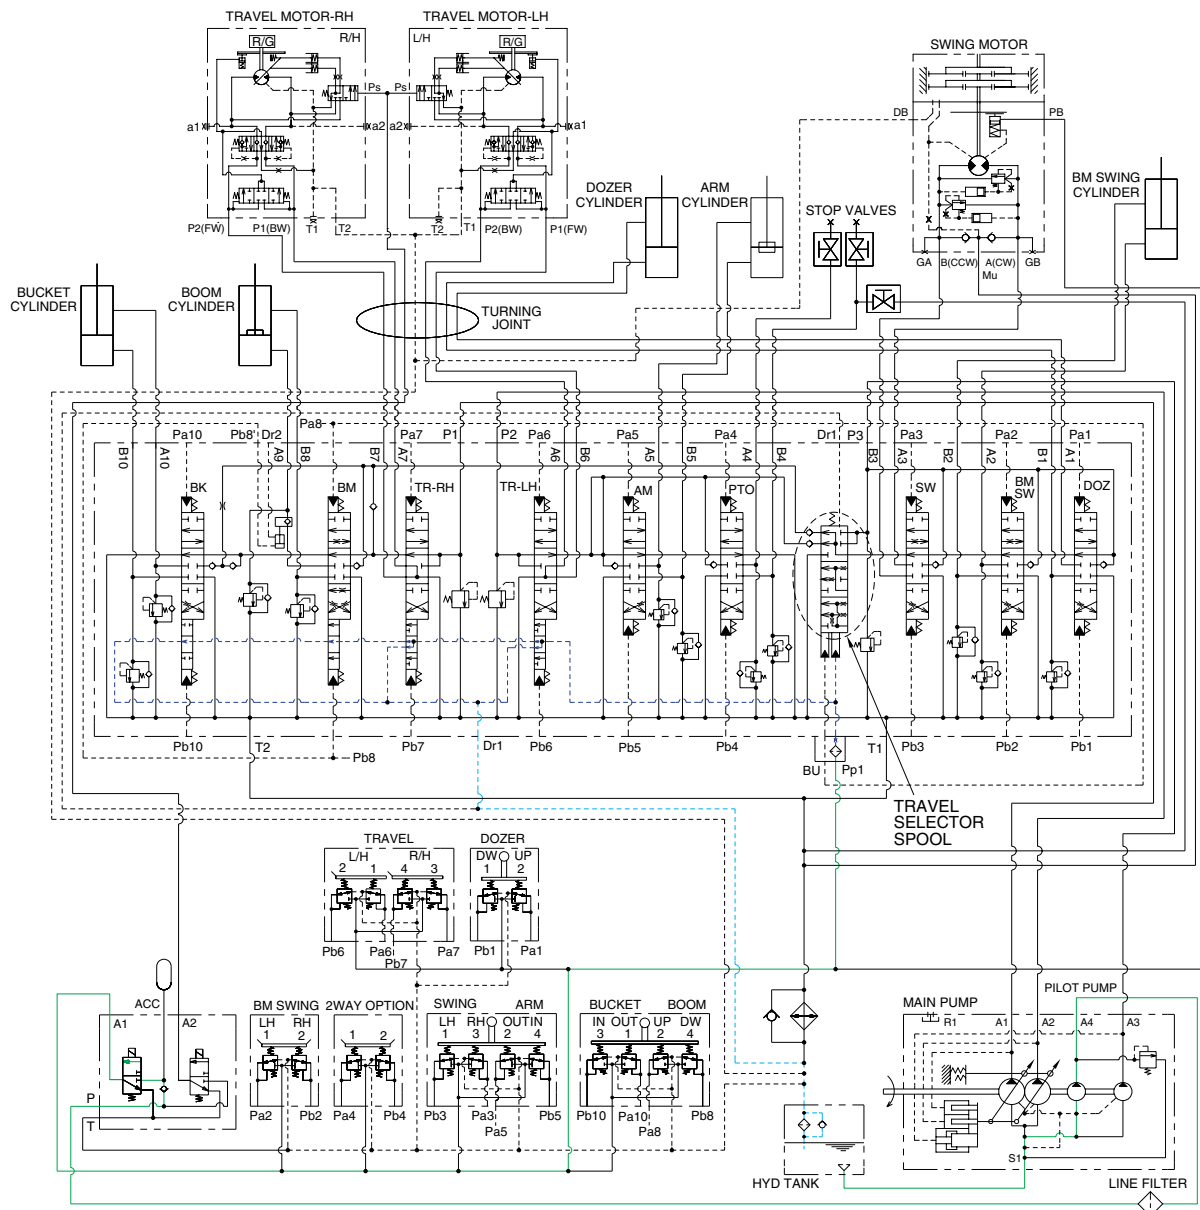 TRAVEL MOTOR-RH
TRAVEL MOTOR-LH
R/G
R/H
L/H
R/G
SWING MOTOR
Ps
Ps
DB
PB
a1
a2
a2
a1
P2(FW)
P1(BW)
T1
T2
T2
T1
P2(BW)
P1(FW)
DOZER
CYLINDER
ARM
CYLINDER
STOP VALVES
BM SWING
CYLINDER
GA
B(CCW)
A(CW)
GB
Mu
BUCKET
CYLINDER
BOOM
CYLINDER
TURNING
JOINT
Pa10
Pb8'
Dr2
Pa8
Pa7
P1
P2
Pa6
Pa5
Pa4
Dr1
P3
Pa3
Pa2
Pa1
B10
A10
A9
B8
B7
A7
A6
B6
A5
B5
A4
B4
B3
A3
B2
A2
B1
A1
BK
BM
TR-RH
TR-LH
AM
PTO
SW
BM
SW
DOZ
Pb10
T2
Pb8
Pb7
Dr1
Pb6
Pb5
Pb4
BU
Pp1
T1
Pb3
Pb2
Pb1
TRAVEL
SELECTOR
SPOOL
TRAVEL
L/H
R/H
2
1
4
3
Pb6
Pa6
Pb7
Pa7
DOZER
DW
UP
1
2
Pb1
Pa1
ACC
A1
A2
P
T
BM SWING
LH
RH
1
2
Pa2
Pb2
2WAY OPTION
1
2
Pa4
Pb4
SWING
ARM
LH
RH
OUT
IN
1
3
2
4
Pb3
Pa3
Pa5
Pb5
BUCKET
BOOM
IN
OUT
UP
DW
3
1
2
4
Pb10
Pa10
Pa8
Pb8
HYD TANK
MAIN PUMP
PILOT PUMP
R1
A1
A2
A4
A3
S1
LINE FILTER